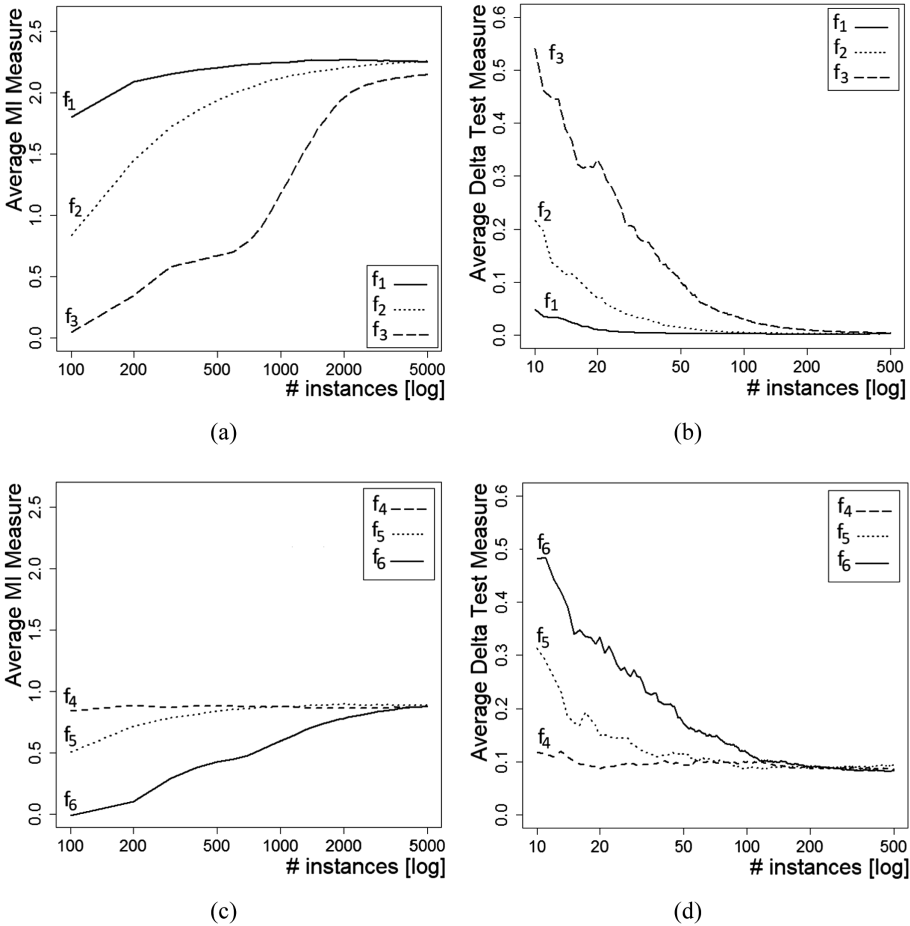 Average MI Measure
2.5
2.0
1.5
1.0
0.5
0.0
f1
f2
f3
f1
f2
f3
100 200 500 1000 2000 5000
# instances [log]
(a)
Average Delta Test Measure
0.6
0.5
0.4
0.3
0.2
0.1
0.0
f3
f2
f1
f1
f2
f3
10 20 50 100 200 500
# instances [log]
(b)
Average MI Measure
2.5
2.0
1.5
1.0
0.5
0.0
f4
f5
f6
f4
f5
f6
100 200 500 1000 2000 5000
# instances [log]
(c)
Average Delta Test Measure
0.6
0.5
0.4
0.3
0.2
0.1
0.0
f6
f5
f4
f4
f5
f6
10 20 50 100 200 500
# instances [log]
(d)